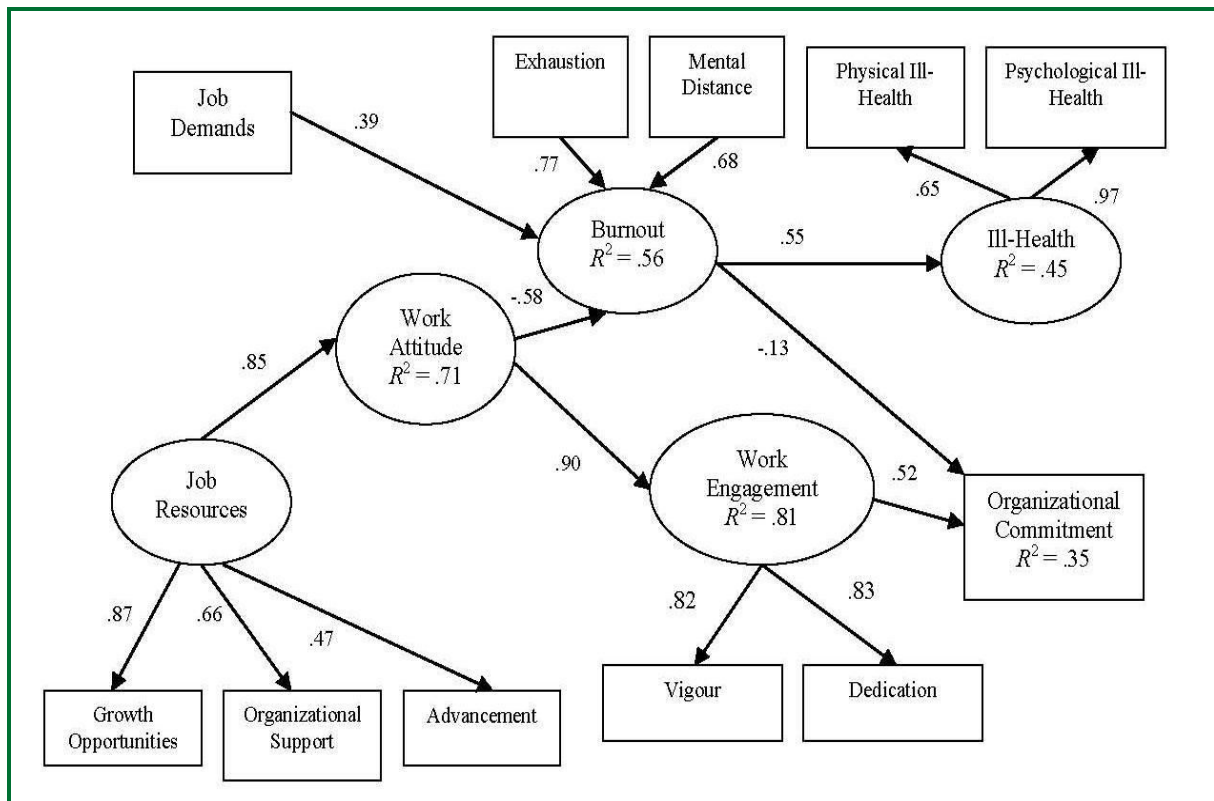 Job
Demands
.39
Exhaustion
Mental
Distance
.77
.68
Physical Ill-
Health
Psychological Ill-
Health
.65
.97
Burnout
R² = .56
.55
Ill-Health
R² = .45
-.58
-.13
Work
Attitude
R² = .71
.85
.90
Job
Resources
Work
Engagement
R² = .81
.52
Organizational
Commitment
R² = .35
.87
.66
.47
.82
.83
Growth
Opportunities
Organizational
Support
Advancement
Vigour
Dedication